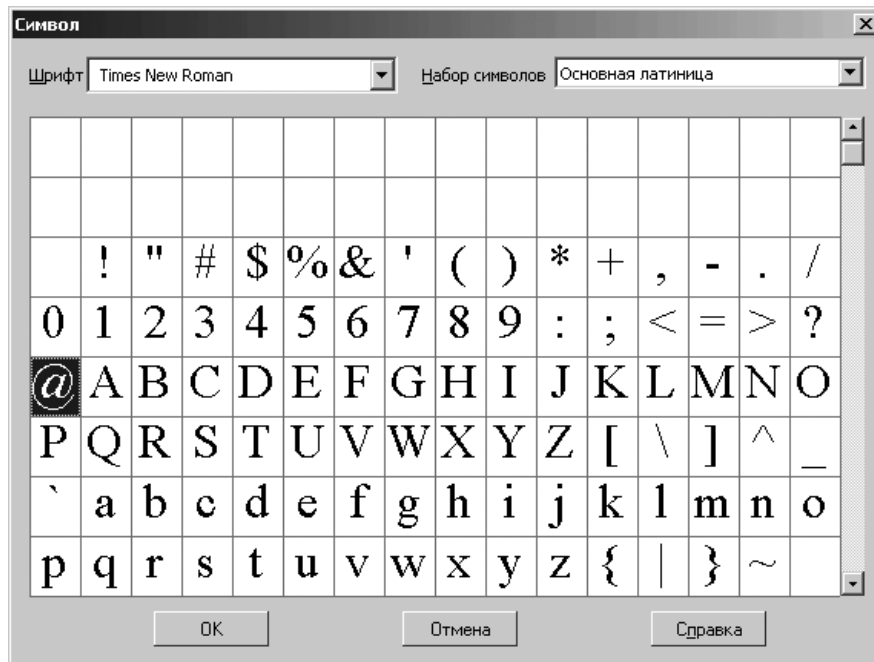 Символ
Шрифт Times New Roman Набор символов Основная латиница
! " # $ % & ' ( ) * + , - . /
0 1 2 3 4 5 6 7 8 9 : ; < = > ?
@ A B C D E F G H I J K L M N O
P Q R S T U V W X Y Z [ \ ] ^ _
` a b c d e f g h i j k l m n o
p q r s t u v w x y z { | } ~
OK Отмена Справка